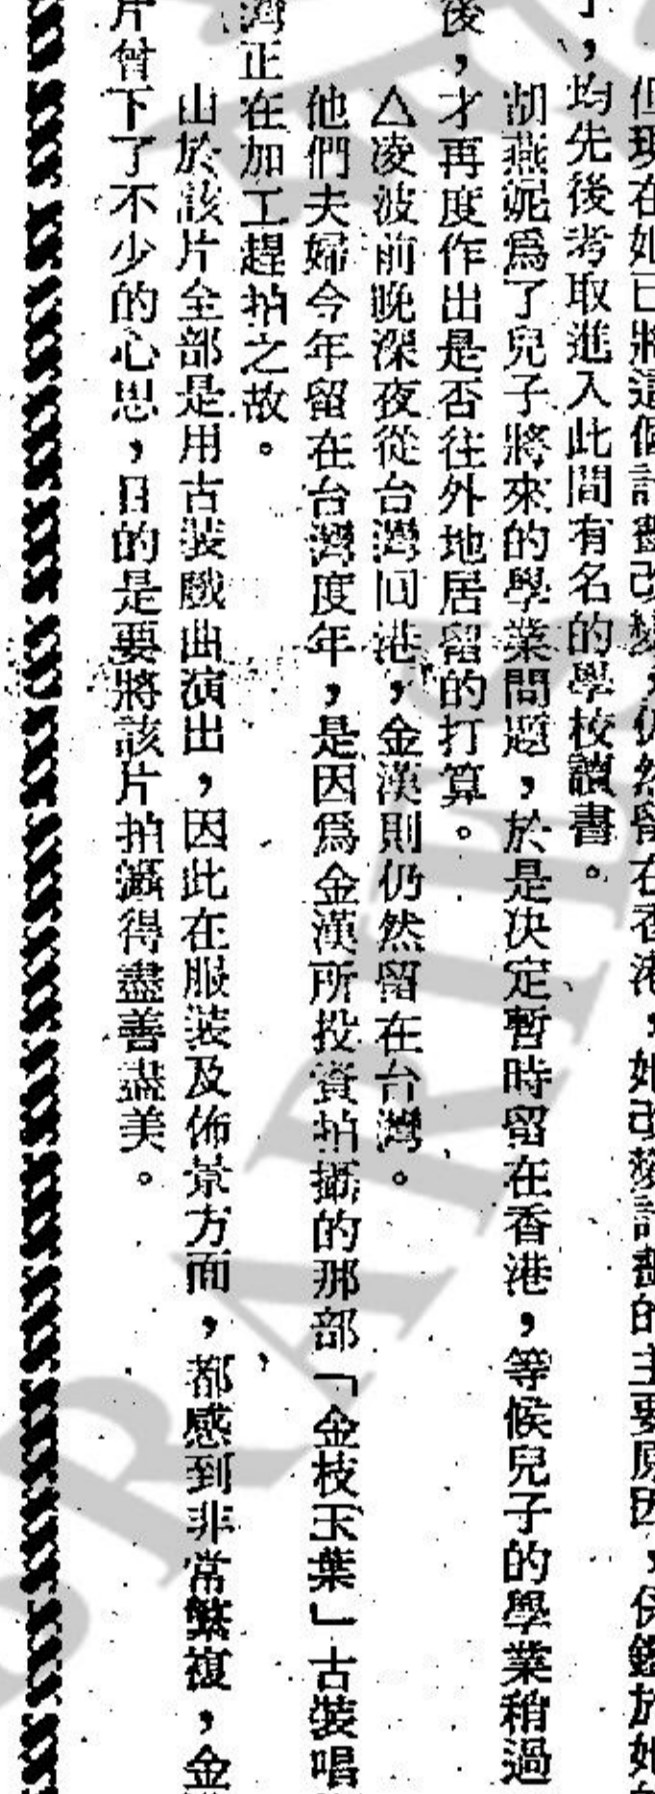 但現在她已將這個計劃改變，仍然留在香港，她改變計劃的主要原因，係鑑於她
，均先後考取進入此間有名的學校讀書。
胡燕妮爲了兒子將來的學業問題，於是决定暫時留在香港，等候兒子的學業稍過
後，才再度作出是否往外地居留的打算。
△凌波前晚深夜從台灣回港，金漢則仍然留在台灣。
他們夫婦今年留在台灣度年，是因爲金漢所投資拍攝的那部「金枝玉葉」古裝唱
灣正在加工趕拍之故。
由於該片全部是用古裝戲曲演出，因此在服裝及佈景方面，都感到非常繁複，金
片曾下了不少的心思，目的是要將該片拍攝得盡善盡美。
ARIES